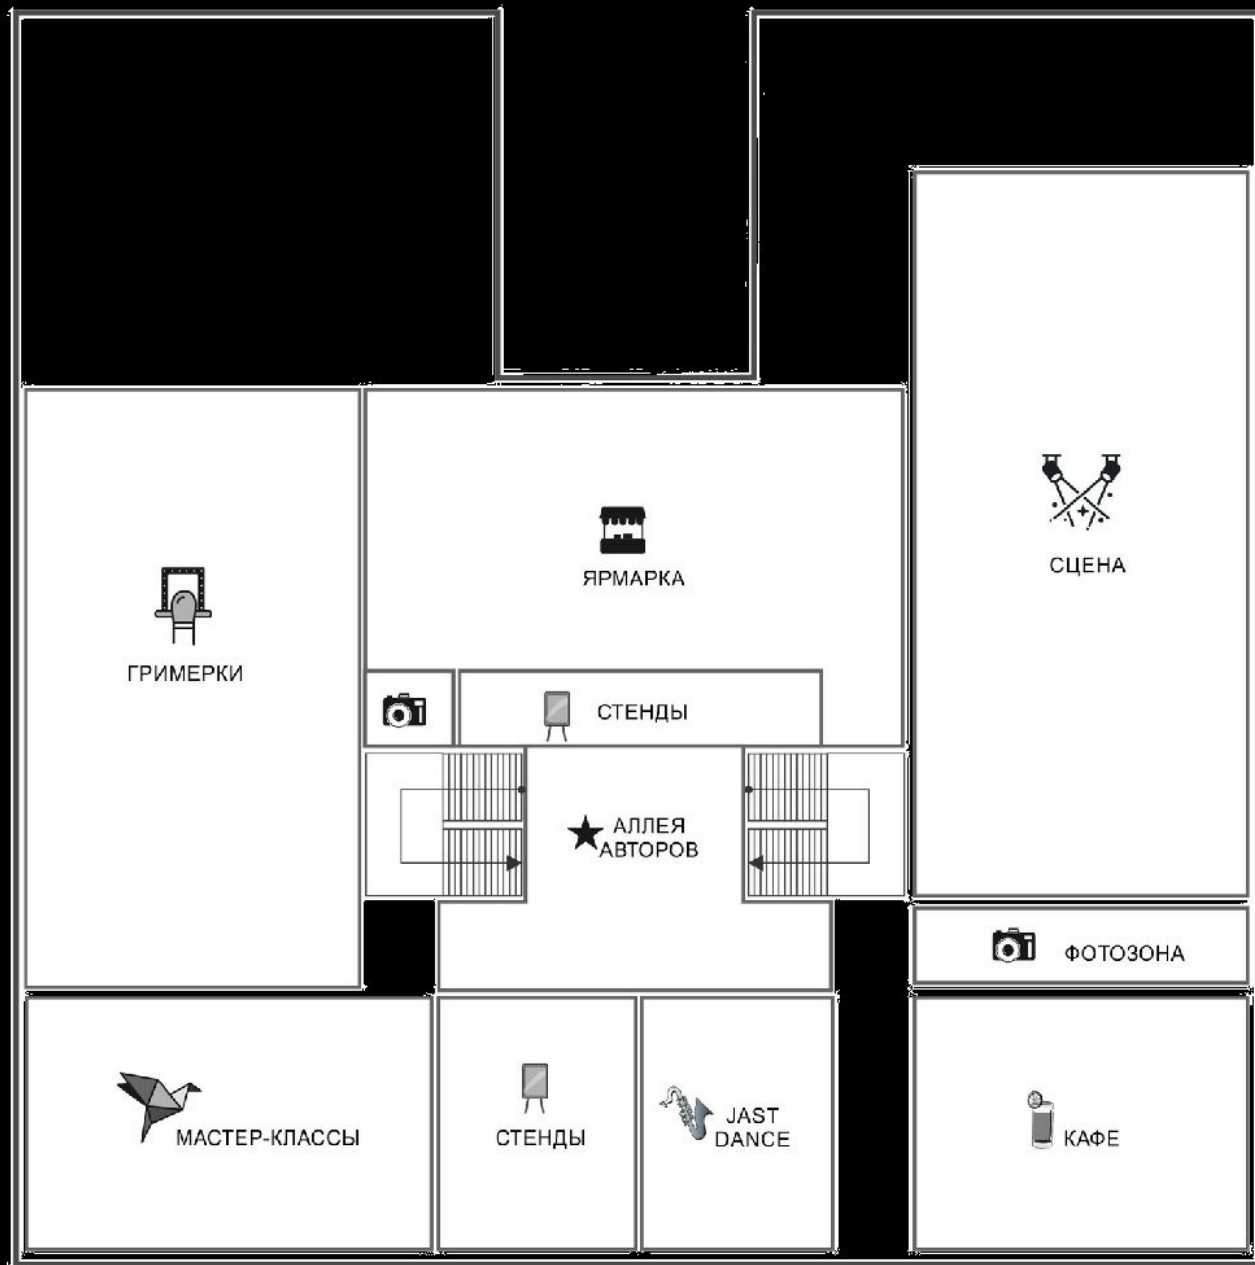 СЦЕНА
ЯРМАРКА
ГРИМЕРКИ
СТЕНДЫ
АЛЛЕЯ
АВТОРОВ
ФОТОЗОНА
МАСТЕР-КЛАССЫ
СТЕНДЫ
JAST
DANCE
КАФЕ